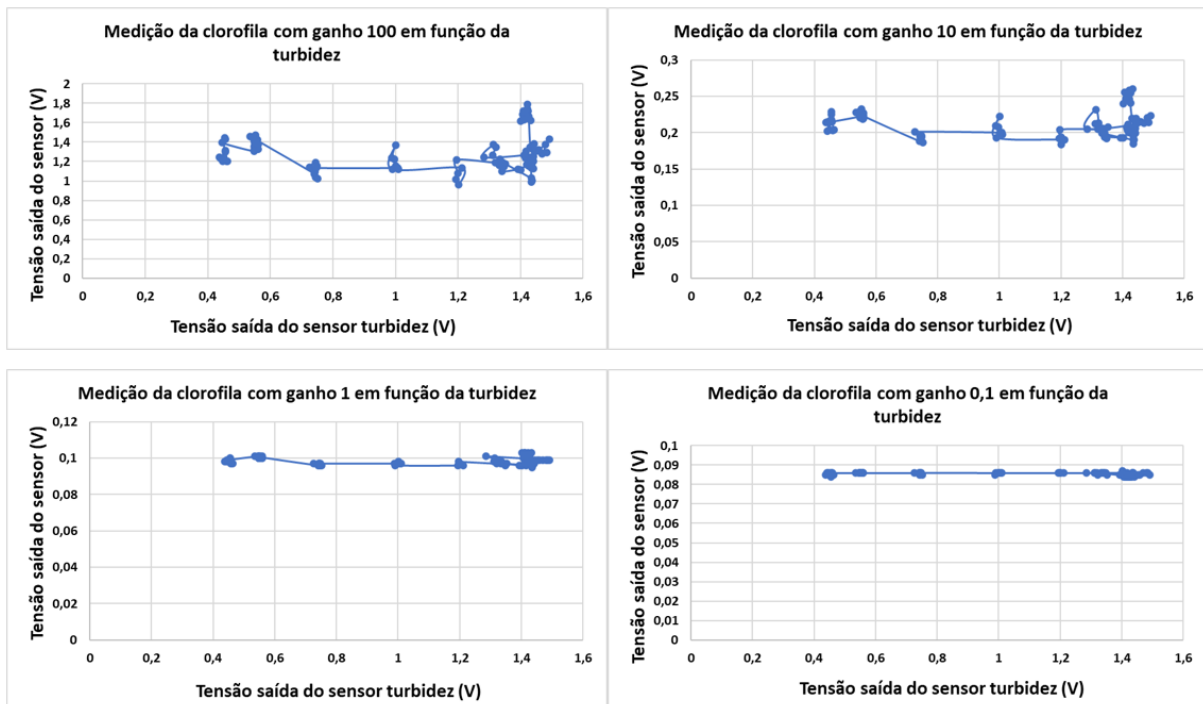 Medição da clorofila com ganho 100 em função da
turbidez
Tensão saída do sensor (V)
2
1,8
1,6
1,4
1,2
1
0,8
0,6
0,4
0,2
0
0 0,2 0,4 0,6 0,8 1 1,2 1,4 1,6
Tensão saída do sensor turbidez (V)
Medição da clorofila com ganho 10 em função da turbidez
Tensão saída do sensor (V)
0,3
0,25
0,2
0,15
0,1
0,05
0
0 0,2 0,4 0,6 0,8 1 1,2 1,4 1,6
Tensão saída do sensor turbidez (V)
Medição da clorofila com ganho 1 em função da turbidez
Tensão saída do sensor (V)
0,12
0,1
0,08
0,06
0,04
0,02
0
0 0,2 0,4 0,6 0,8 1 1,2 1,4 1,6
Tensão saída do sensor turbidez (V)
Medição da clorofila com ganho 0,1 em função da
turbidez
Tensão saída do sensor (V)
0,1
0,09
0,08
0,07
0,06
0,05
0,04
0,03
0,02
0,01
0
0 0,2 0,4 0,6 0,8 1 1,2 1,4 1,6
Tensão saída do sensor turbidez (V)